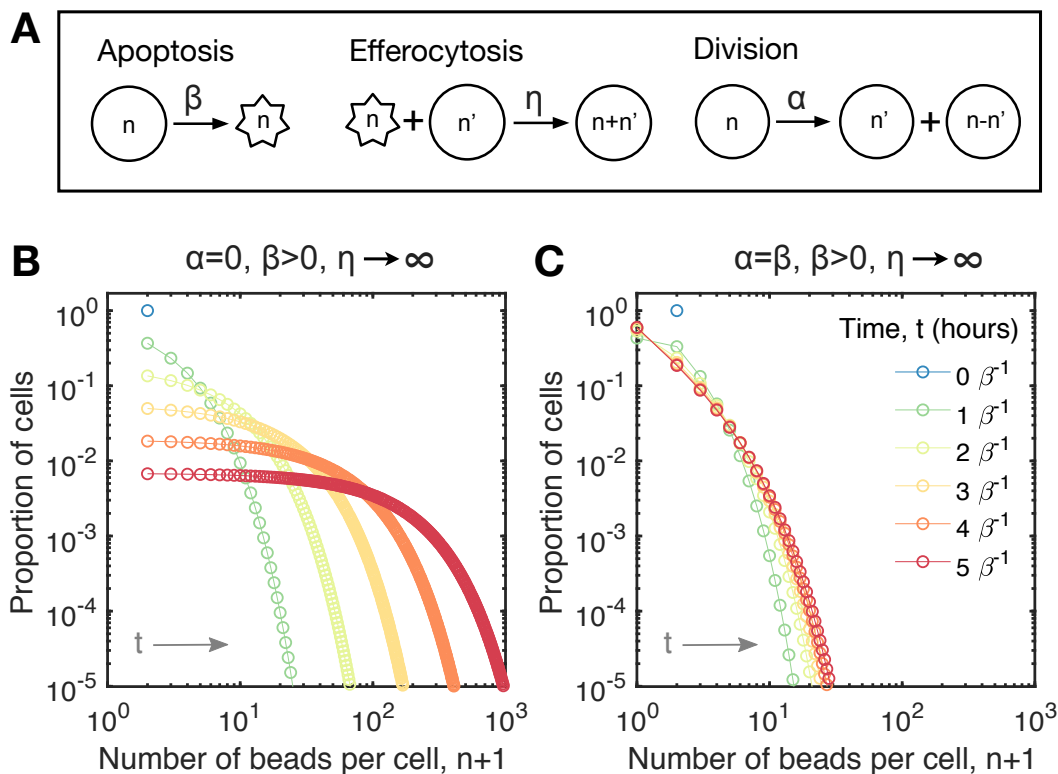 A
Apoptosis Efferocytosis Division
n β n n + n' η n+n' n α n' + n-n'
B α=0, β>0, η → ∞
Proportion of cells
10^0
10^-1
10^-2
10^-3
10^-4
10^-5
t
10^0 10^1 10^2 10^3
Number of beads per cell, n+1
C α=β, β>0, η → ∞
Proportion of cells
10^0
10^-1
10^-2
10^-3
10^-4
10^-5
Time, t (hours)
0 β^-1
1 β^-1
2 β^-1
3 β^-1
4 β^-1
5 β^-1
t
10^0 10^1 10^2 10^3
Number of beads per cell, n+1